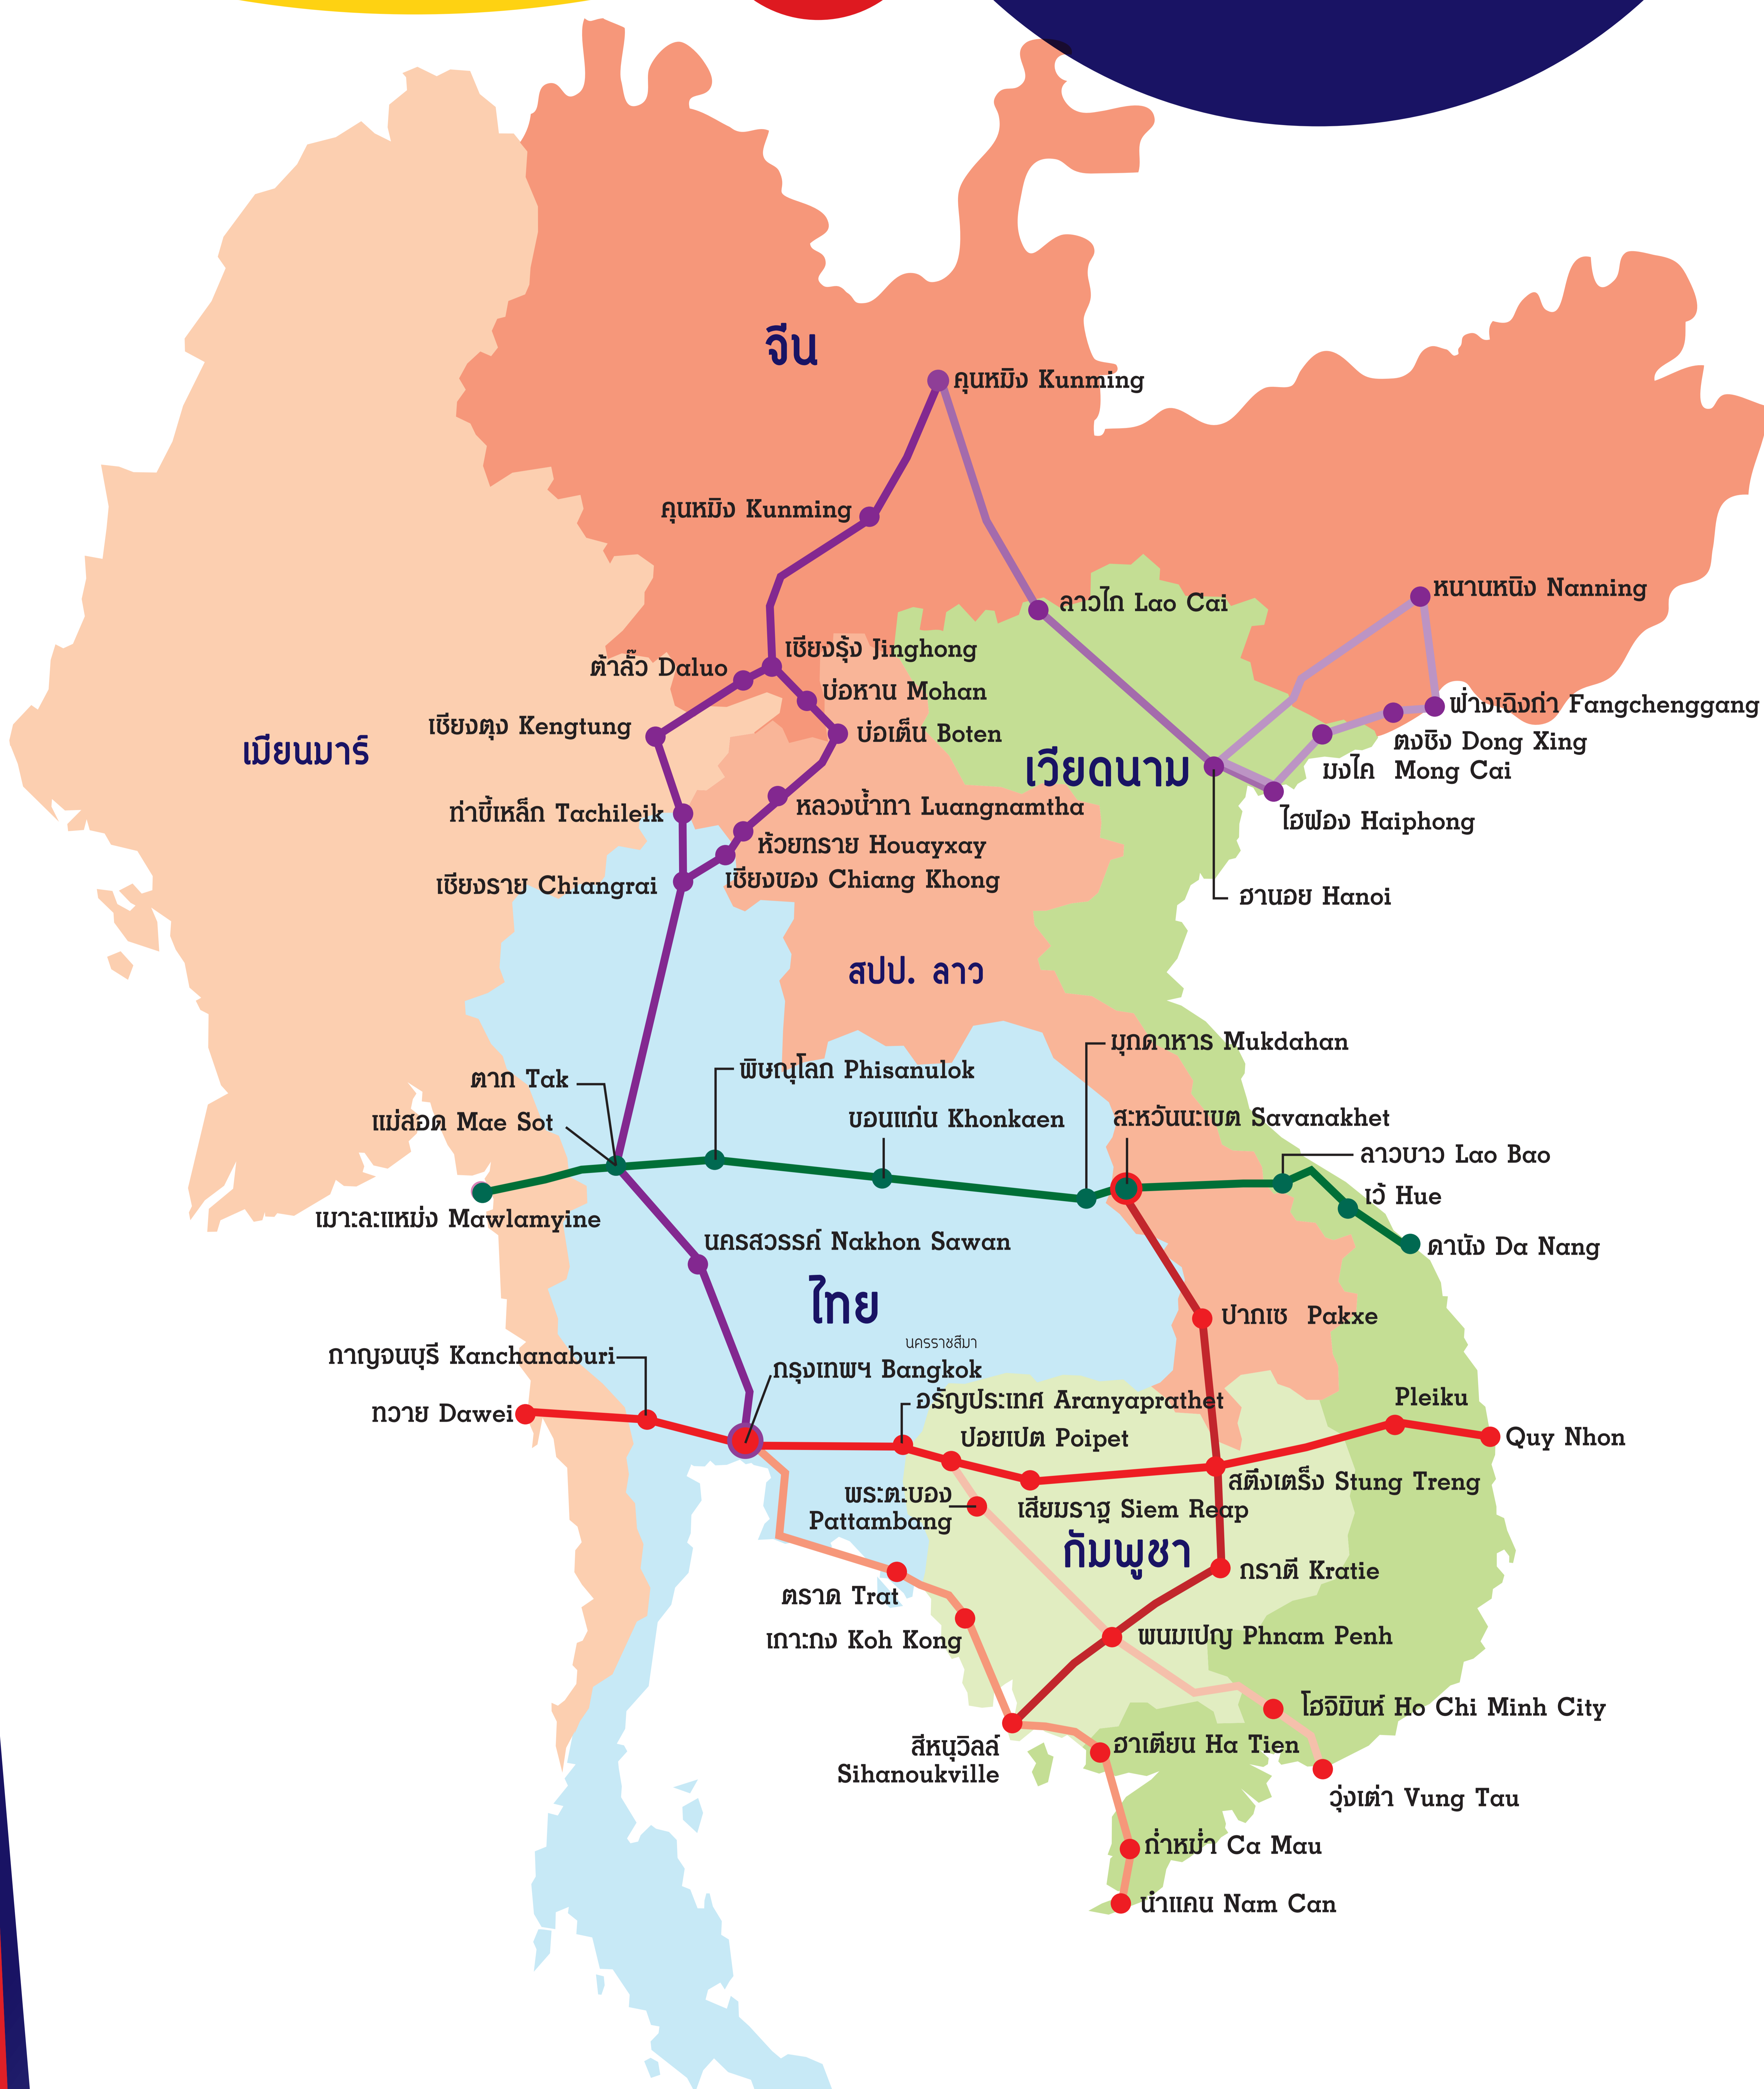 จีน
คุนหมิง Kunming
คุนหมิง Kunming
หนานหนิง Nanning
ลาวไก Lao Cai
เชียงรุ้ง Jinghong
ต้าลั๊ว Daluo
บ่อหาน Mohan
ฟ่างเฉิงก่า Fangchenggang
เชียงตุง Kengtung
บ่อเต็น Boten
ตงซิง Dong Xing
เมียนมาร์
เวียดนาม
มงไค Mong Cai
หลวงน้ำทา Luangnamtha
ท่าขี้เหล็ก Tachileik
ไฮฟอง Haiphong
ห้วยทราย Houayxay
เชียงราย Chiangrai
เชียงของ Chiang Khong
ฮานอย Hanoi
สปป. ลาว
มุกดาหาร Mukdahan
ตาก Tak
พิษณุโลก Phisanulok
แม่สอด Mae Sot
ขอนแก่น Khonkaen
สะหวันนะเขต Savanakhet
ลาวบาว Lao Bao
เว้ Hue
เมาะละแหม่ง Mawlamyine
นครสวรรค์ Nakhon Sawan
ดานัง Da Nang
ไทย
ปากเซ Pakxe
นครราชสีมา
กาญจนบุรี Kanchanaburi
กรุงเทพฯ Bangkok
อรัญประเทศ Aranyaprathet
Pleiku
ทวาย Dawei
ปอยเปต Poipet
Quy Nhon
สตึงเตร็ง Stung Treng
พระตะบอง
Pattambang
เสียมราฐ Siem Reap
กัมพูชา
กราตี Kratie
ตราด Trat
เกาะกง Koh Kong
พนมเปญ Phnam Penh
โฮจิมินห์ Ho Chi Minh City
สีหนุวิลล์
Sihanoukville
ฮาเตียน Ha Tien
วุ่งเต่า Vung Tau
ก่ำหม่ำ Ca Mau
นำแคน Nam Can